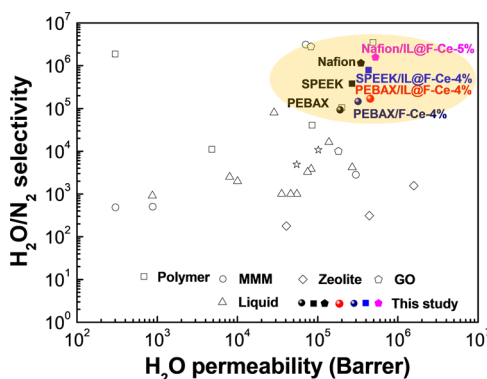 H₂O/N₂ selectivity
10⁷
10⁶
10⁵
10⁴
10³
10²
10¹
10⁰
Nafion/IL@F-Ce-5%
Nafion
SPEEK/IL@F-Ce-4%
SPEEK
PEBAX/IL@F-Ce-4%
PEBAX
PEBAX/F-Ce-4%
Polymer MMM Zeolite GO
Liquid This study
10² 10³ 10⁴ 10⁵ 10⁶ 10⁷
H₂O permeability (Barrer)